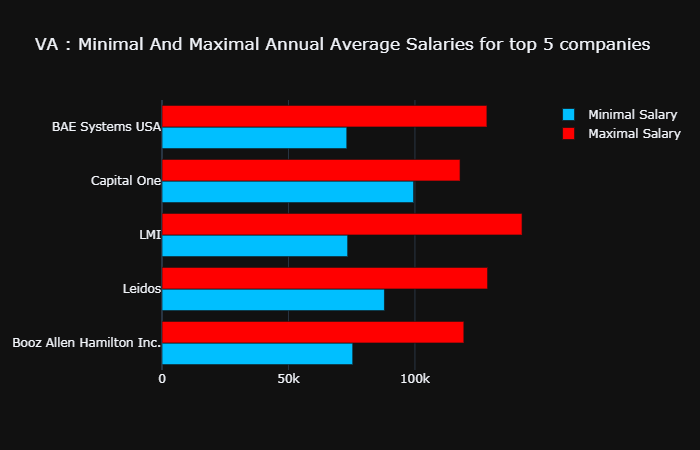 VA : Minimal And Maximal Annual Average Salaries for top 5 companies
Minimal Salary
Maximal Salary
BAE Systems USA
Capital One
LMI
Leidos
Booz Allen Hamilton Inc.
0 50k 100k